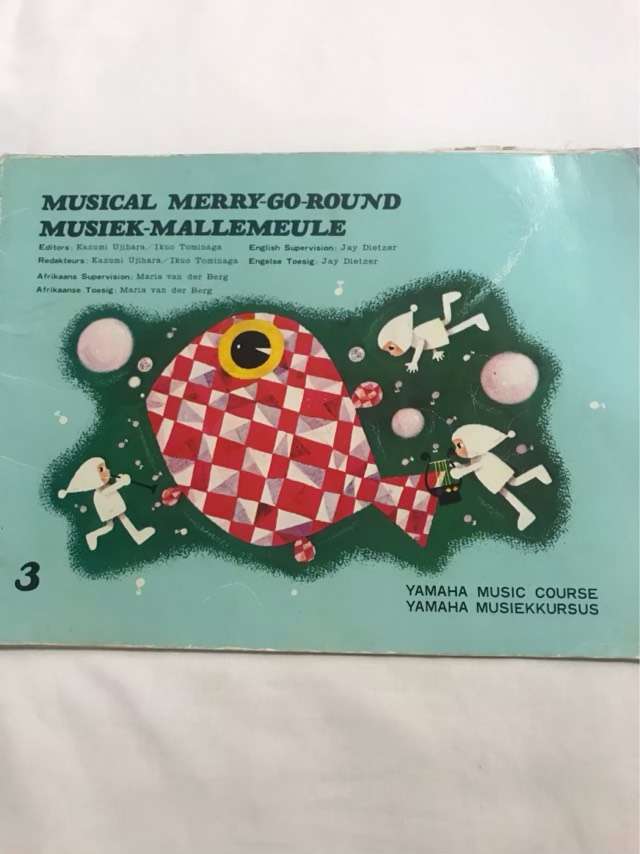 MUSICAL MERRY-GO-ROUND
MUSIEK-MALLEMEULE
Editors: Kazumi Ujihara/Ikuo Tominaga English Supervision: Jay Dietzer
Redakteurs: Kazumi Ujihara/Ikuo Tominaga Engelse Toesig: Jay Dietzer
Afrikaans Supervision: Maria van der Berg
Afrikaanse Toesig: Maria van der Berg
3
YAMAHA MUSIC COURSE
YAMAHA MUSIEKKURSUS